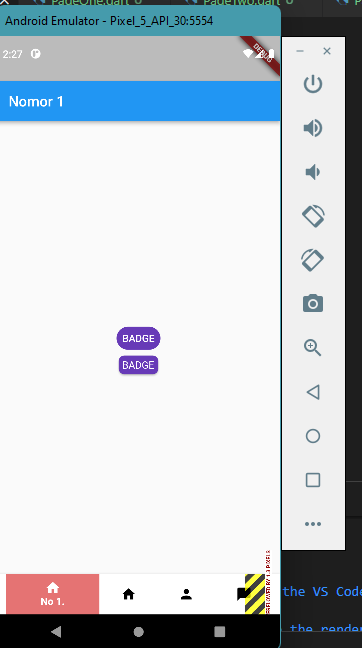 PageOne.dart
PageTwo.dart
Android Emulator - Pixel_5_API_30:5554
2:27
DEBUG
Nomor 1
BADGE
BADGE
No 1.
the VS Code
the render